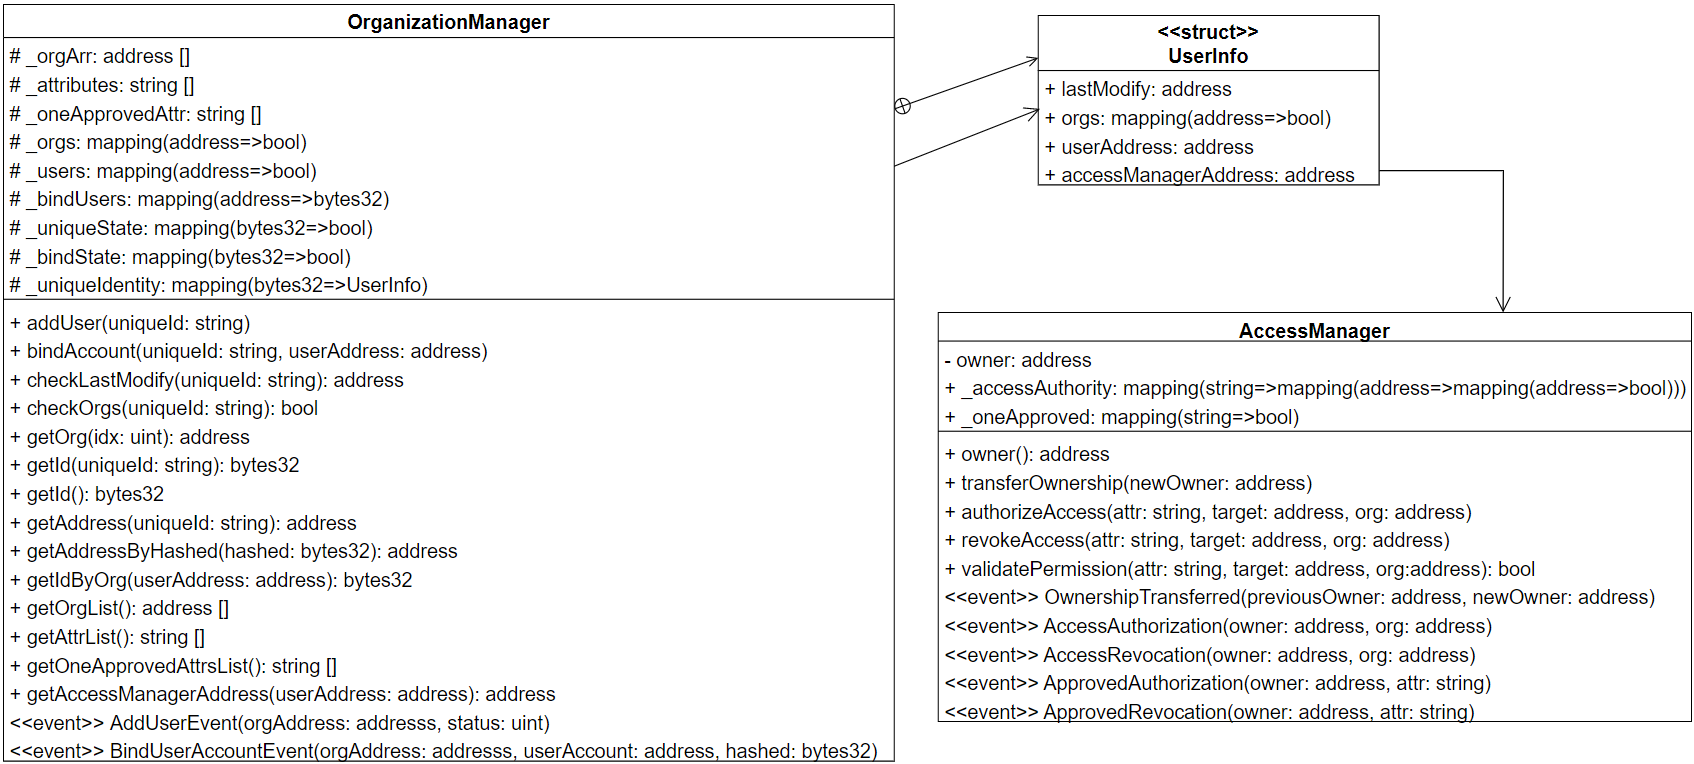 OrganizationManager
# _orgArr: address []
# _attributes: string []
# _oneApprovedAttr: string []
# _orgs: mapping(address=>bool)
# _users: mapping(address=>bool)
# _bindUsers: mapping(address=>bytes32)
# _uniqueState: mapping(bytes32=>bool)
# _bindState: mapping(bytes32=>bool)
# _uniqueIdentity: mapping(bytes32=>UserInfo)
+ addUser(uniqueId: string)
+ bindAccount(uniqueId: string, userAddress: address)
+ checkLastModify(uniqueId: string): address
+ checkOrgs(uniqueId: string): bool
+ getOrg(idx: uint): address
+ getId(uniqueId: string): bytes32
+ getId(): bytes32
+ getAddress(uniqueId: string): address
+ getAddressByHashed(hashed: bytes32): address
+ getIdByOrg(userAddress: address): bytes32
+ getOrgList(): address []
+ getAttrList(): string []
+ getOneApprovedAttrsList(): string []
+ getAccessManagerAddress(userAddress: address): address
<<event>> AddUserEvent(orgAddress: addresss, status: uint)
<<event>> BindUserAccountEvent(orgAddress: addresss, userAccount: address, hashed: bytes32)
<<struct>>
UserInfo
+ lastModify: address
+ orgs: mapping(address=>bool)
+ userAddress: address
+ accessManagerAddress: address
AccessManager
- owner: address
+ _accessAuthority: mapping(string=>mapping(address=>mapping(address=>bool)))
+ _oneApproved: mapping(string=>bool)
+ owner(): address
+ transferOwnership(newOwner: address)
+ authorizeAccess(attr: string, target: address, org: address)
+ revokeAccess(attr: string, target: address, org: address)
+ validatePermission(attr: string, target: address, org:address): bool
<<event>> OwnershipTransferred(previousOwner: address, newOwner: address)
<<event>> AccessAuthorization(owner: address, org: address)
<<event>> AccessRevocation(owner: address, org: address)
<<event>> ApprovedAuthorization(owner: address, attr: string)
<<event>> ApprovedRevocation(owner: address, attr: string)